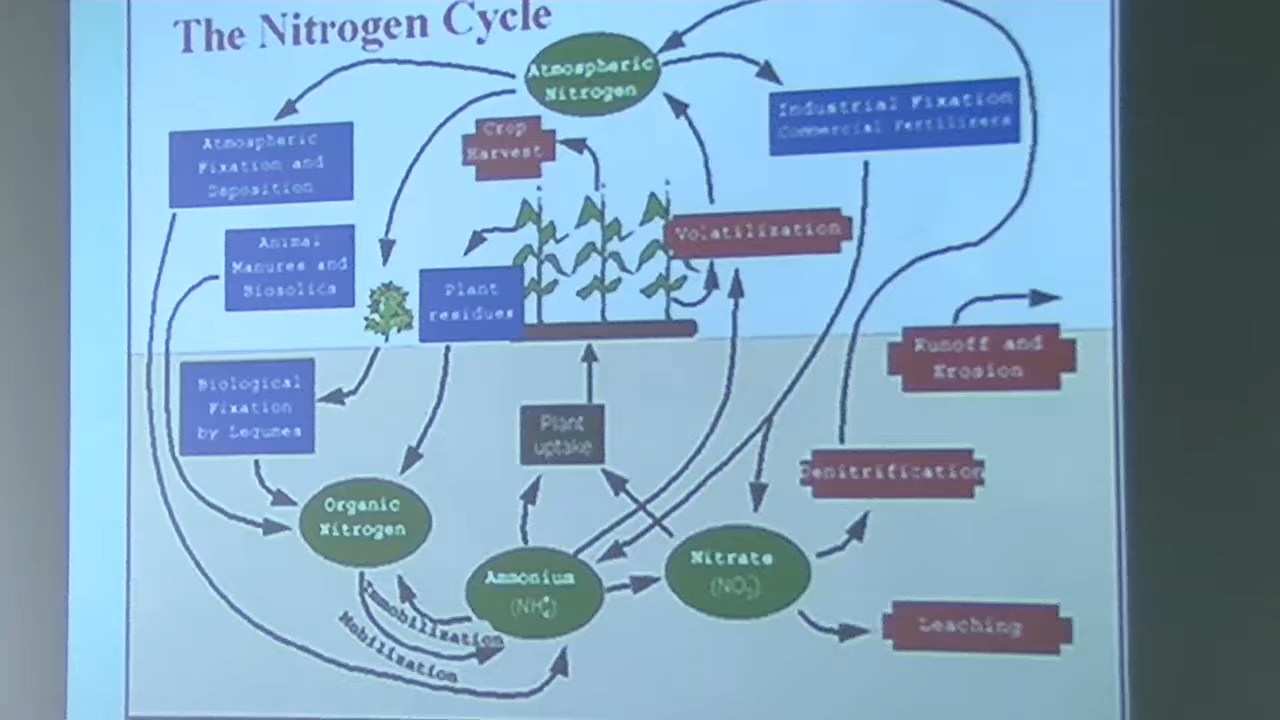 The Nitrogen Cycle
Atmospheric
Nitrogen
Industrial Fixation
Commercial Fertilizers
Crop
Harvest
Atmospheric
Fixation and
Deposition
Volatilization
Animal
Manures and
Biosolids
Plant
residues
Runoff and
Erosion
Biological
Fixation
by Legumes
Plant
uptake
Denitrification
Organic
Nitrogen
Ammonium
(NH₄⁺)
Nitrate
(NO₃⁻)
Immobilization
Mobilization
Leaching